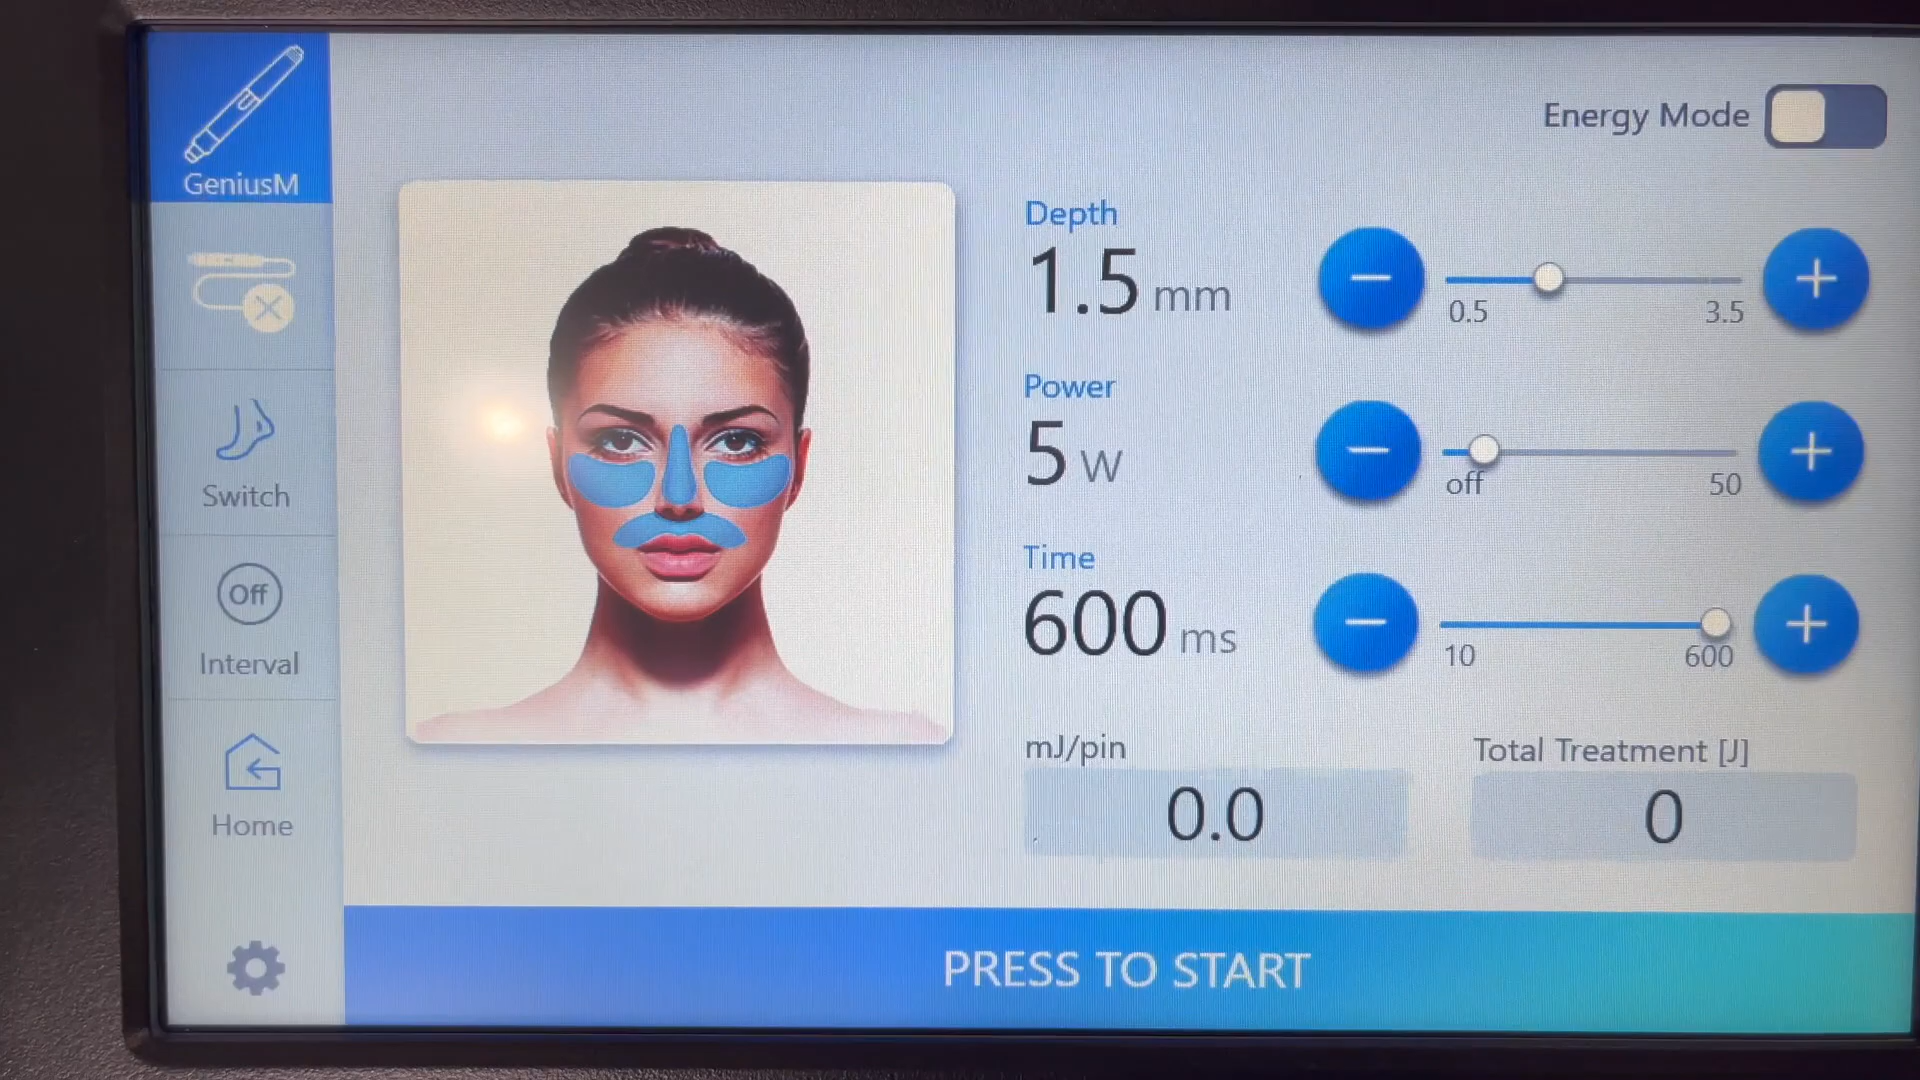 GeniusM
Switch
Off
Interval
Home
Energy Mode
Depth
1.5 mm
0.5
3.5
Power
5 W
off
50
Time
600 ms
10
600
mJ/pin
Total Treatment [J]
0.0
0
PRESS TO START